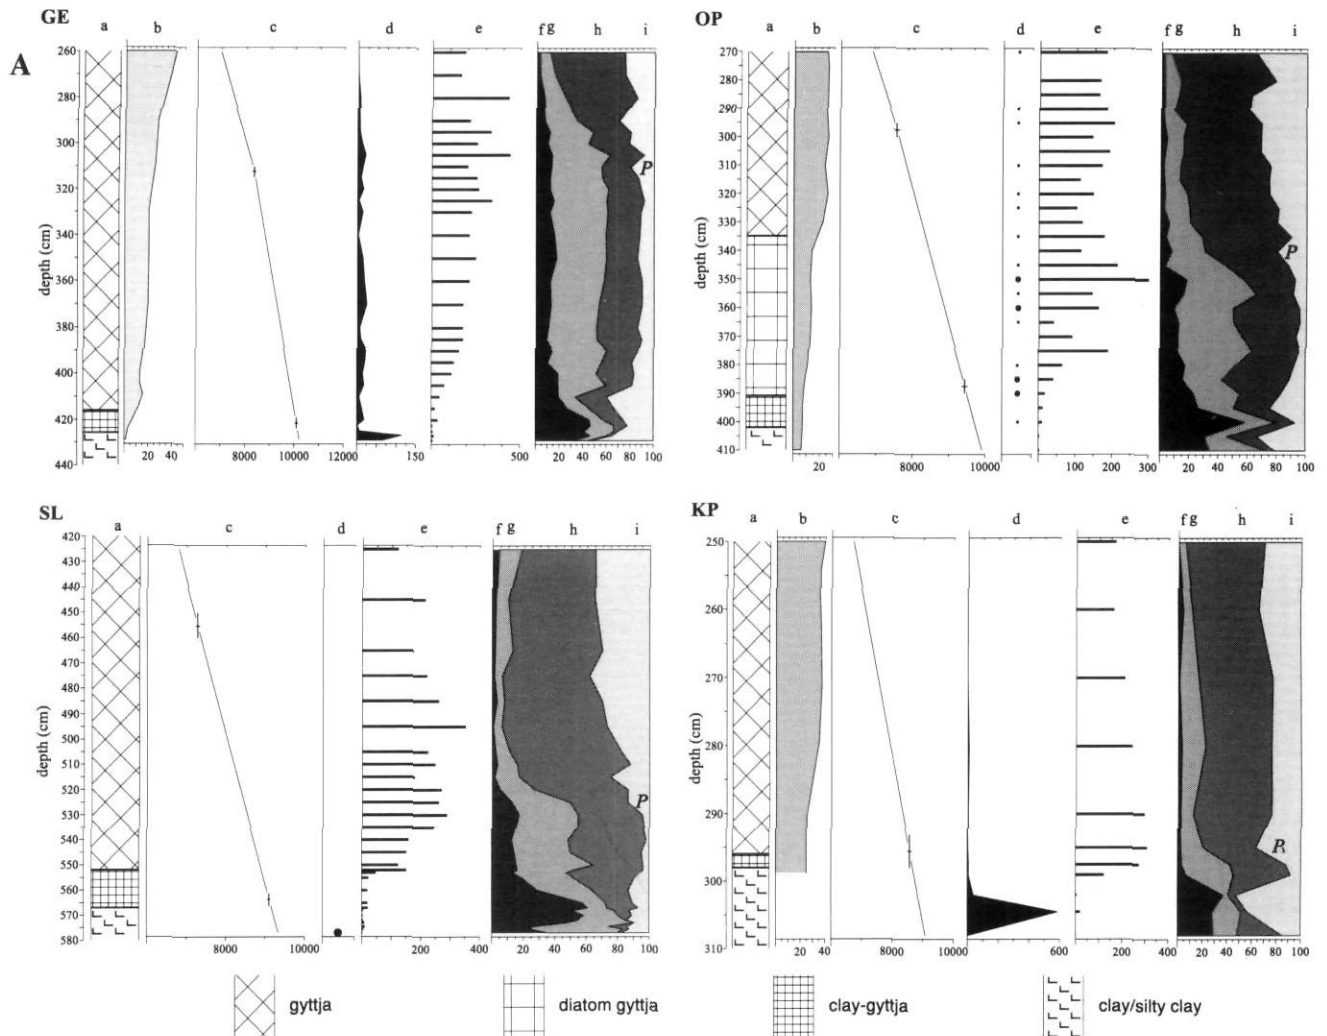 A
GE
a b c d e f g h i
depth (cm)
260
280
300
320
340
360
380
400
420
440
20 40
8000 10000 12000
150
500
20 40 60 80 100
P
OP
a b c d e f g h i
270
280
290
300
310
320
330
340
350
360
370
380
390
400
410
depth (cm)
20
8000 10000
100 200 300
20 40 60 80 100
P
SL
a c d e f g h i
420
430
440
450
460
470
480
490
500
510
520
530
540
550
560
570
580
depth (cm)
8000 10000
200 400
20 40 60 80 100
P
KP
a b c d e f g h i
250
260
270
280
290
300
310
depth (cm)
20 40
8000 10000
600
200 400
20 40 60 80 100
P
gyttja
diatom gyttja
clay-gyttja
clay/silty clay